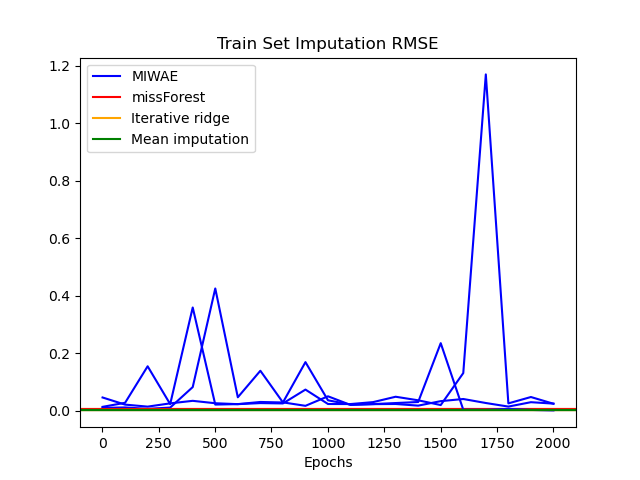 Train Set Imputation RMSE
MIWAE
missForest
Iterative ridge
Mean imputation
1.2
1.0
0.8
0.6
0.4
0.2
0.0
0 250 500 750 1000 1250 1500 1750 2000
Epochs